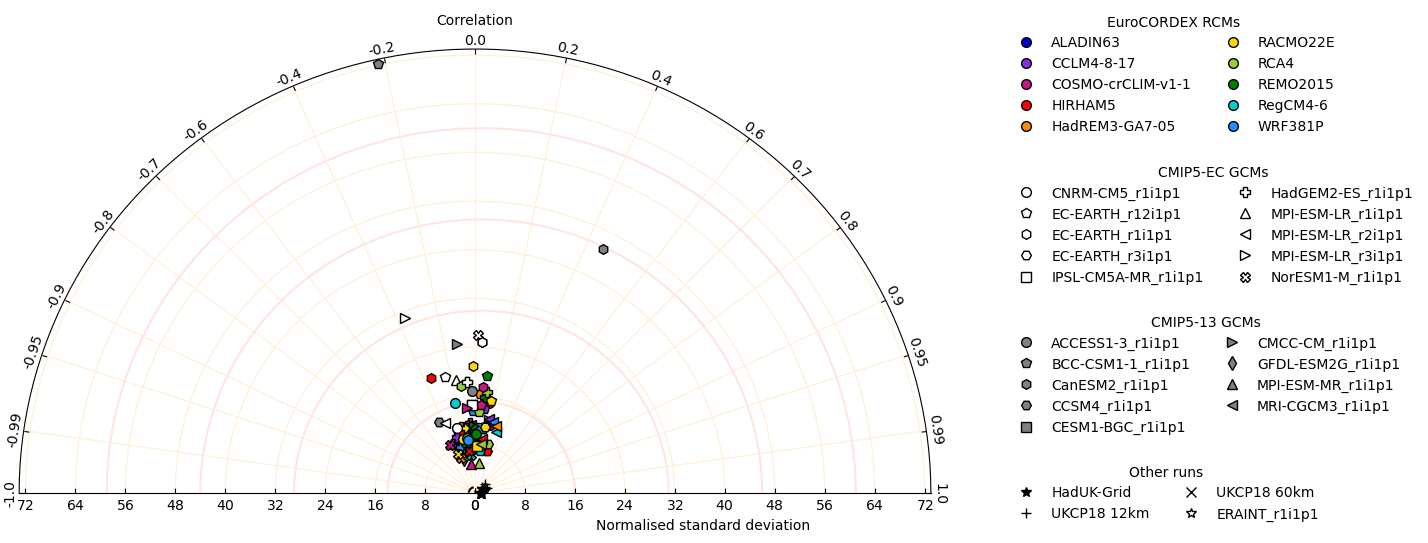 Correlation
-1.0
-0.99
-0.95
-0.9
-0.8
-0.7
-0.6
-0.4
-0.2
0.0
0.2
0.4
0.6
0.7
0.8
0.9
0.95
0.99
1.0
72 64 56 48 40 32 24 16 8 0 8 16 24 32 40 48 56 64 72
Normalised standard deviation
EuroCORDEX RCMs
ALADIN63
CCLM4-8-17
COSMO-crCLIM-v1-1
HIRHAM5
HadREM3-GA7-05
RACMO22E
RCA4
REMO2015
RegCM4-6
WRF381P
CMIP5-EC GCMs
CNRM-CM5_r1i1p1
EC-EARTH_r12i1p1
EC-EARTH_r1i1p1
EC-EARTH_r3i1p1
IPSL-CM5A-MR_r1i1p1
HadGEM2-ES_r1i1p1
MPI-ESM-LR_r1i1p1
MPI-ESM-LR_r2i1p1
MPI-ESM-LR_r3i1p1
NorESM1-M_r1i1p1
CMIP5-13 GCMs
ACCESS1-3_r1i1p1
BCC-CSM1-1_r1i1p1
CanESM2_r1i1p1
CCSM4_r1i1p1
CESM1-BGC_r1i1p1
CMCC-CM_r1i1p1
GFDL-ESM2G_r1i1p1
MPI-ESM-MR_r1i1p1
MRI-CGCM3_r1i1p1
Other runs
HadUK-Grid
UKCP18 12km
UKCP18 60km
ERAINT_r1i1p1